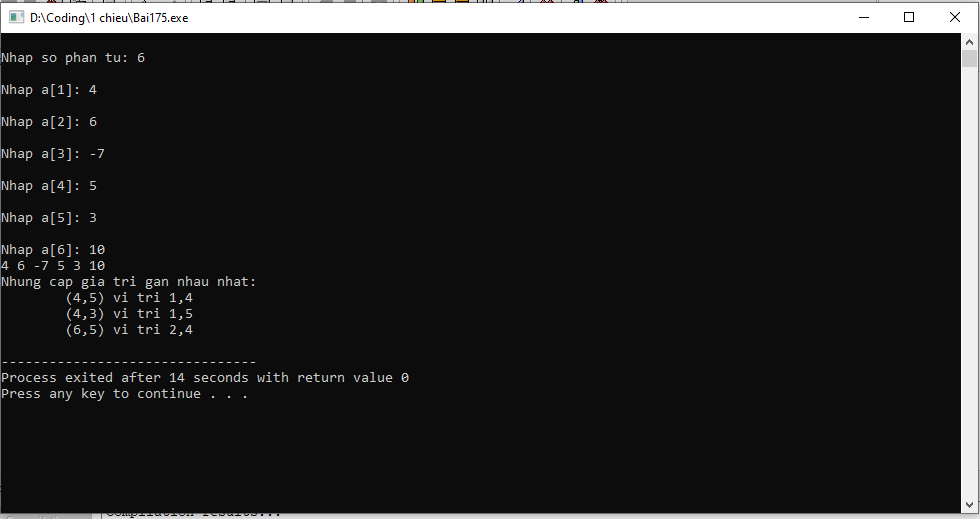 D:\Coding\1 chieu\Bai175.exe
Nhap so phan tu: 6
Nhap a[1]: 4
Nhap a[2]: 6
Nhap a[3]: -7
Nhap a[4]: 5
Nhap a[5]: 3
Nhap a[6]: 10
4 6 -7 5 3 10
Nhung cap gia tri gan nhau nhat:
(4,5) vi tri 1,4
(4,3) vi tri 1,5
(6,5) vi tri 2,4
--------------------------------
Process exited after 14 seconds with return value 0
Press any key to continue . . .
Compilation results...